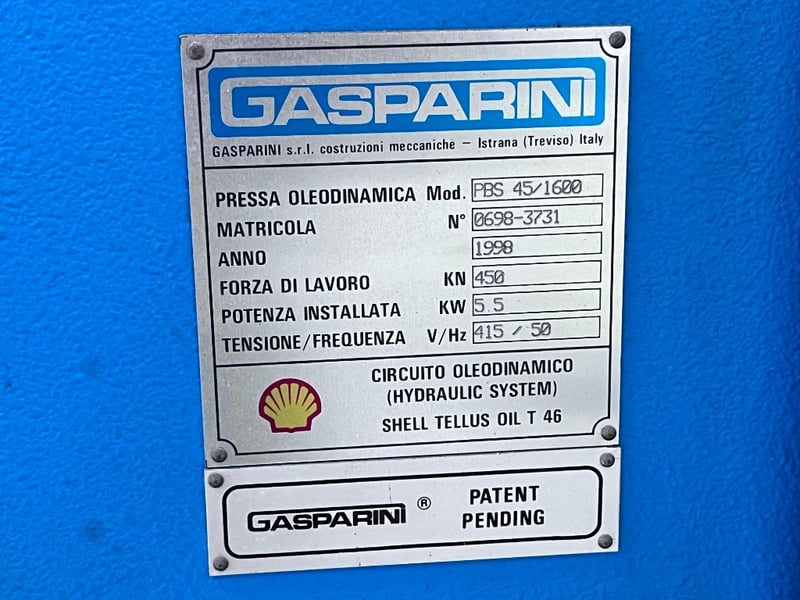 GASPARINI
GASPARINI s.r.l. costruzioni meccaniche – Istrana (Treviso) Italy
PRESSA OLEODINAMICA Mod. PBS 45/1600
MATRICOLA N° 0698-3731
ANNO 1998
FORZA DI LAVORO KN 450
POTENZA INSTALLATA KW 5.5
TENSIONE/FREQUENZA V/Hz 415 / 50
CIRCUITO OLEODINAMICO
(HYDRAULIC SYSTEM)
SHELL TELLUS OIL T 46
GASPARINI ® PATENT
PENDING